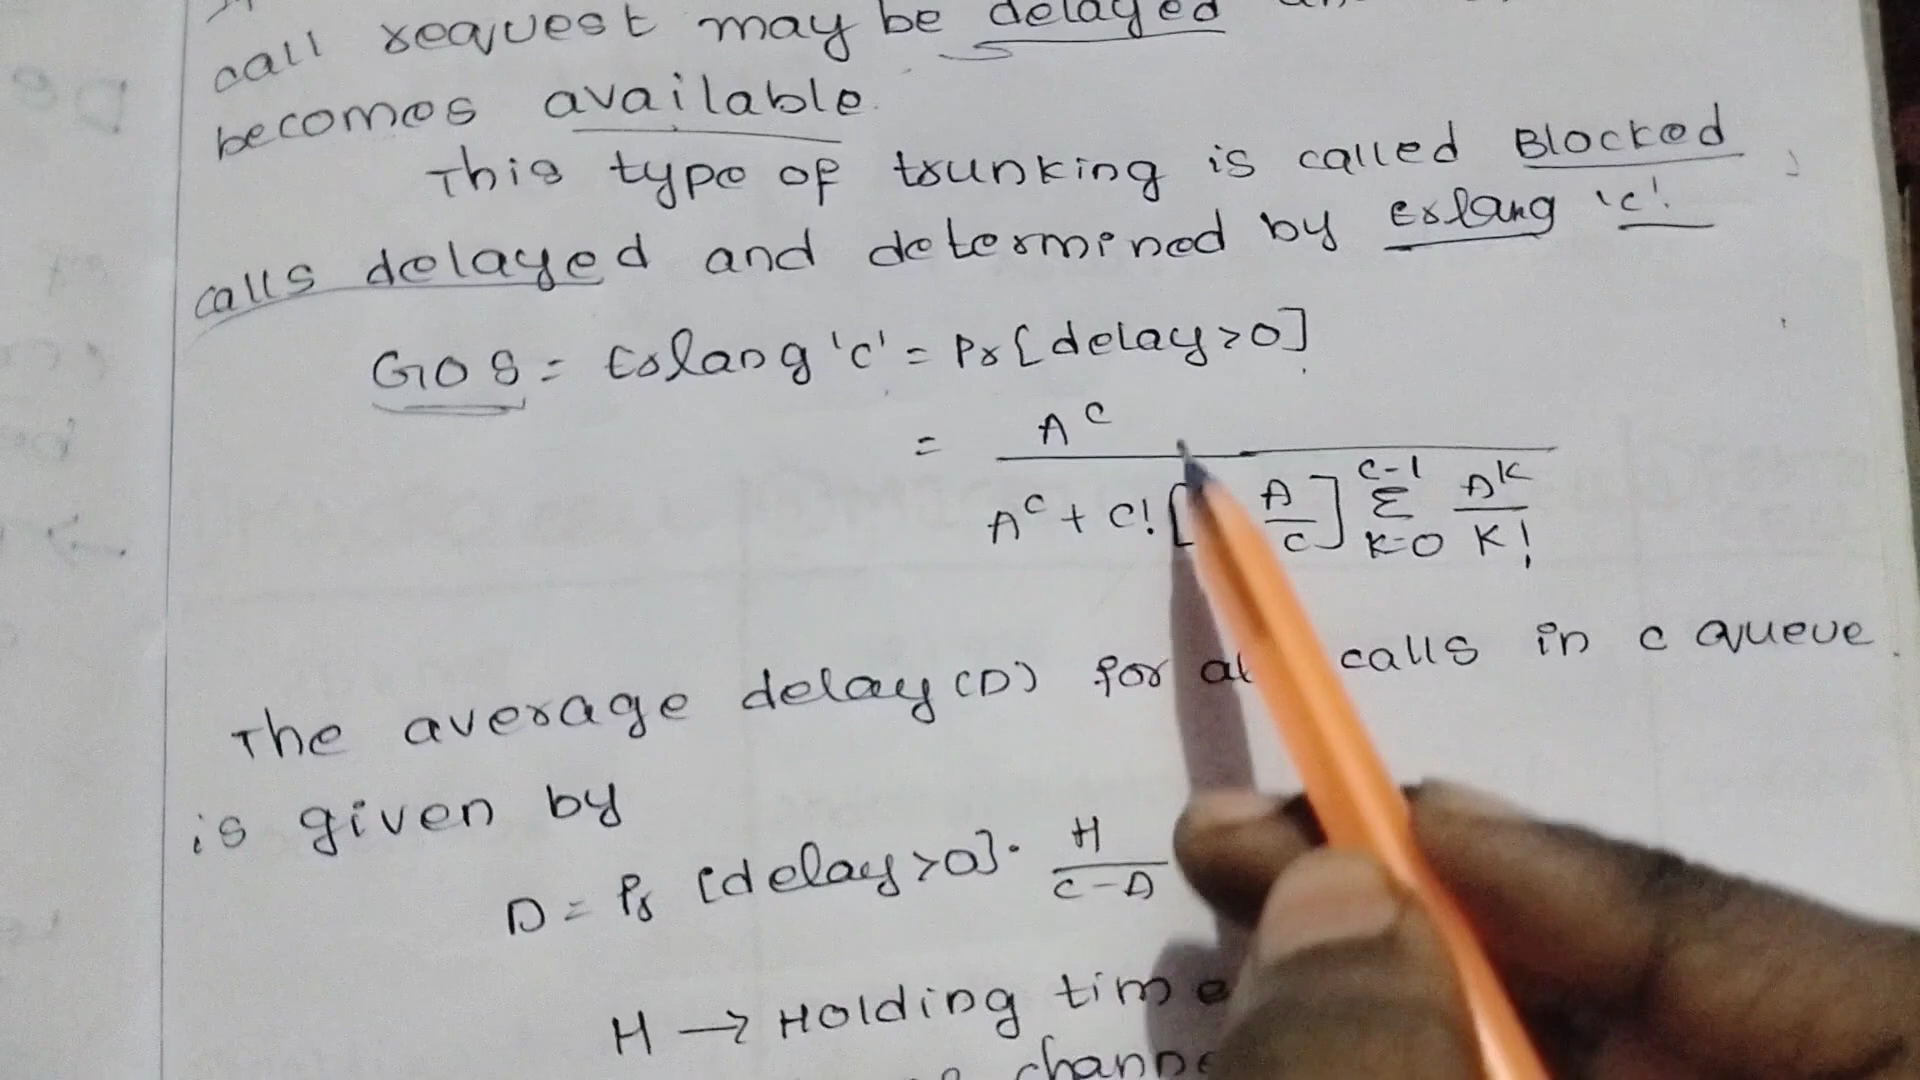 call request may be delayed
becomes available.
This type of trunking is called Blocked
calls delayed and determined by Erlang 'c'.
GOS = Erlang 'c' = Pr[delay>0]
= A^C / A^C + C! [ A/C ] Σ_{K=0}^{C-1} A^K/K!
The average delay (D) for calls in c queue.
is given by
D = Pr [delay>0]. H/C-A
H → Holding time